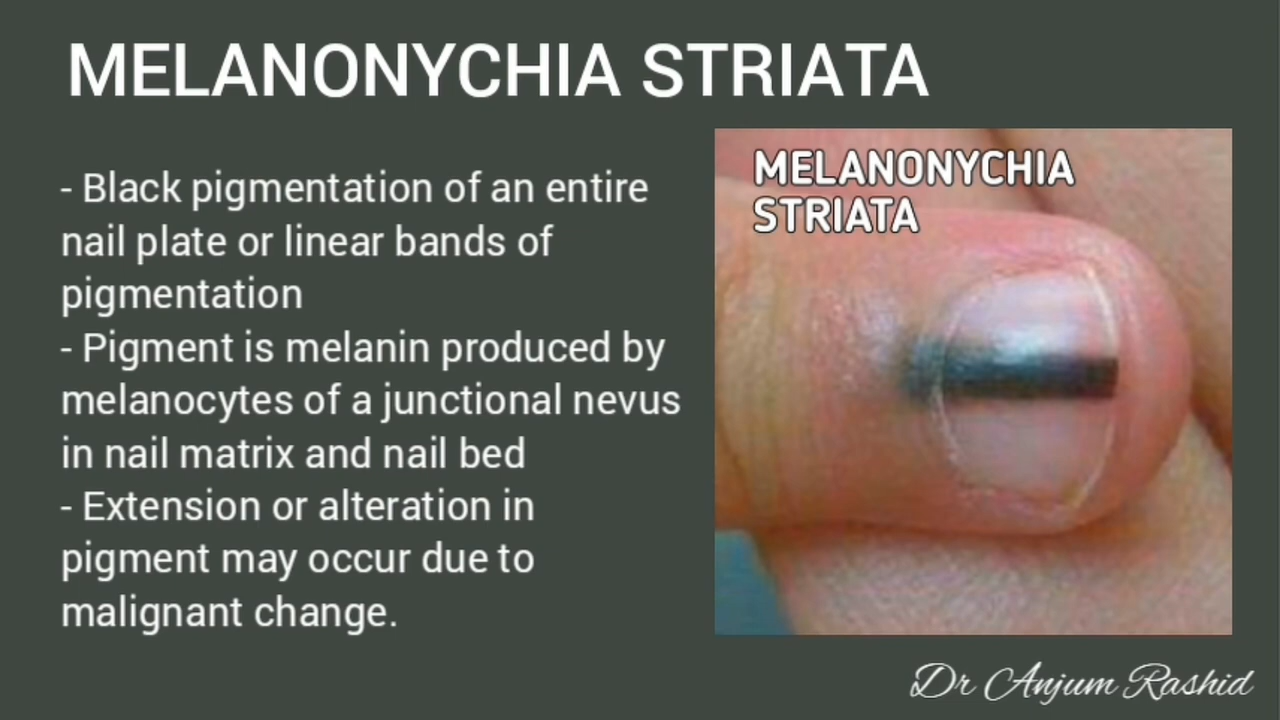 MELANONYCHIA STRIATA
- Black pigmentation of an entire
nail plate or linear bands of
pigmentation
- Pigment is melanin produced by
melanocytes of a junctional nevus
in nail matrix and nail bed
- Extension or alteration in
pigment may occur due to
malignant change.
MELANONYCHIA
STRIATA
Dr Anjum Rashid